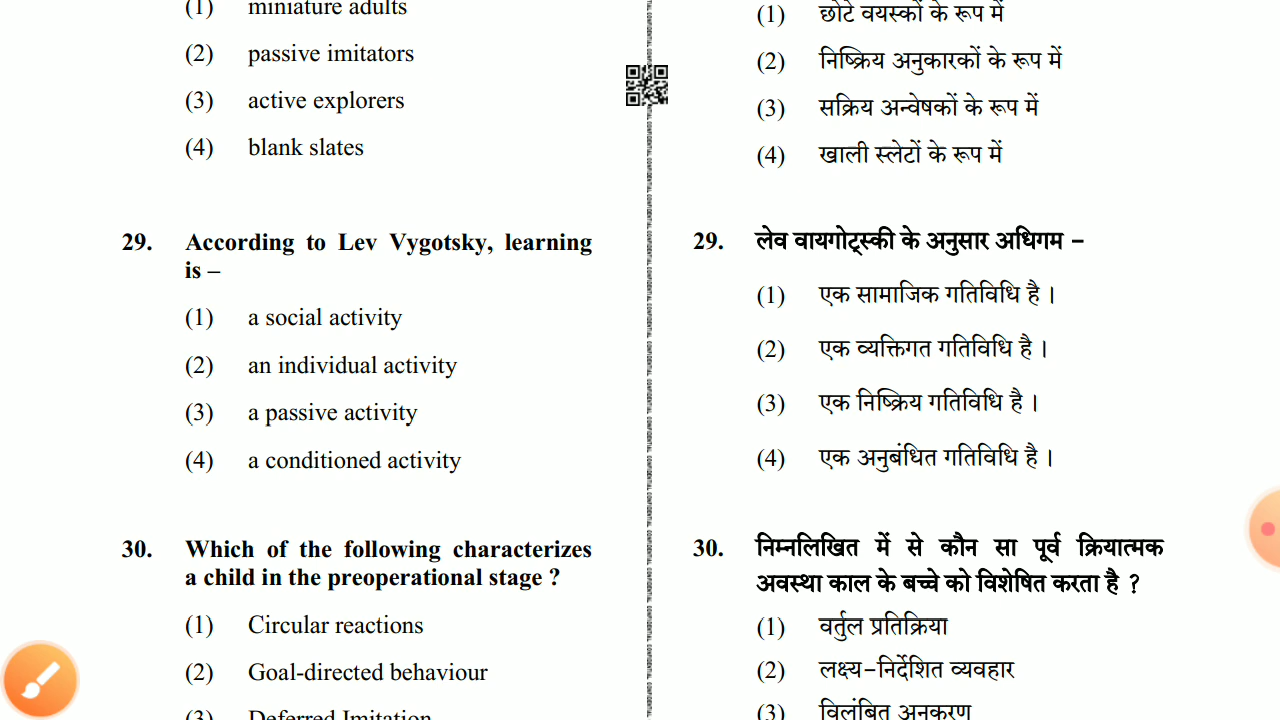 (1) miniature adults
(2) passive imitators
(3) active explorers
(4) blank slates
29. According to Lev Vygotsky, learning
is –
(1) a social activity
(2) an individual activity
(3) a passive activity
(4) a conditioned activity
30. Which of the following characterizes
a child in the preoperational stage ?
(1) Circular reactions
(2) Goal-directed behaviour
(3) Deferred Imitation
(1) छोटे वयस्कों के रूप में
(2) निष्क्रिय अनुकारकों के रूप में
(3) सक्रिय अन्वेषकों के रूप में
(4) खाली स्लेटों के रूप में
29. लेव वायगोट्स्की के अनुसार अधिगम –
(1) एक सामाजिक गतिविधि है ।
(2) एक व्यक्तिगत गतिविधि है ।
(3) एक निष्क्रिय गतिविधि है ।
(4) एक अनुबंधित गतिविधि है ।
30. निम्नलिखित में से कौन सा पूर्व क्रियात्मक
अवस्था काल के बच्चे को विशेषित करता है ?
(1) वर्तुल प्रतिक्रिया
(2) लक्ष्य-निर्देशित व्यवहार
(3) विलंबित अनुकरण